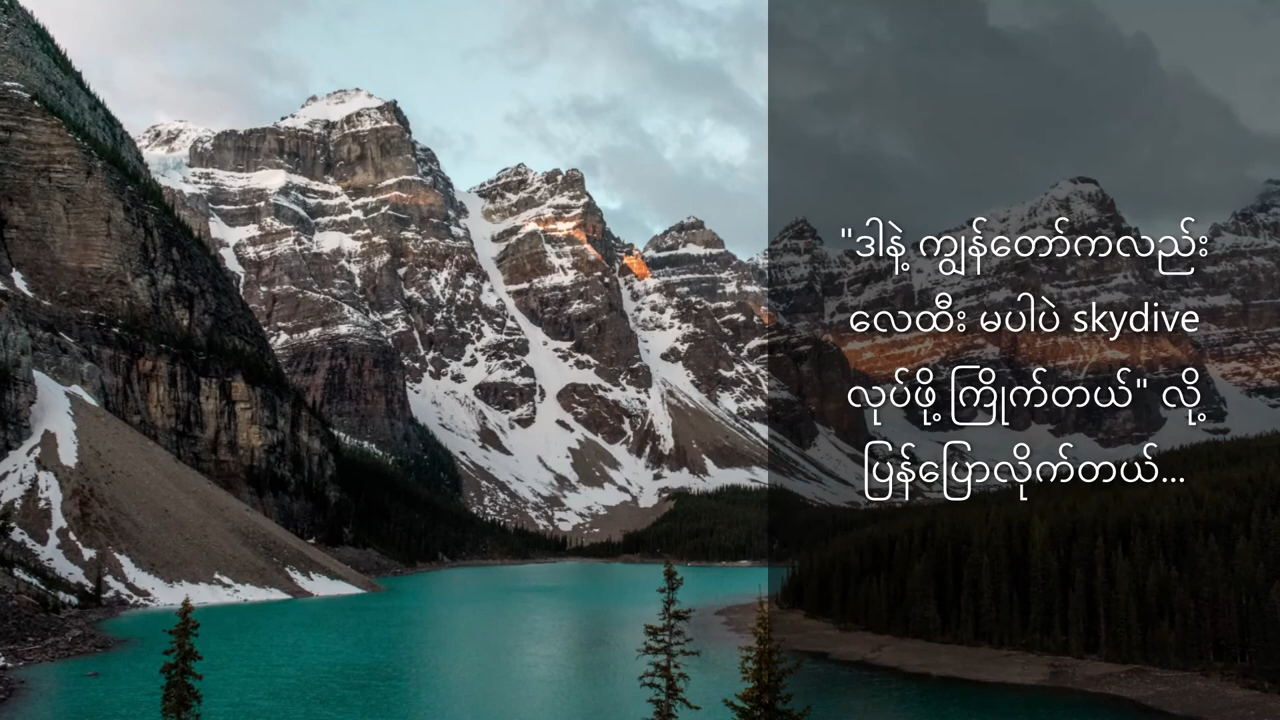 "ဒါနဲ့ ကျွန်တော်ကလည်း
လေထီး မပါပဲ skydive
လုပ်ဖို့ ကြိုက်တယ်" လို့
ပြန်ပြောလိုက်တယ်...